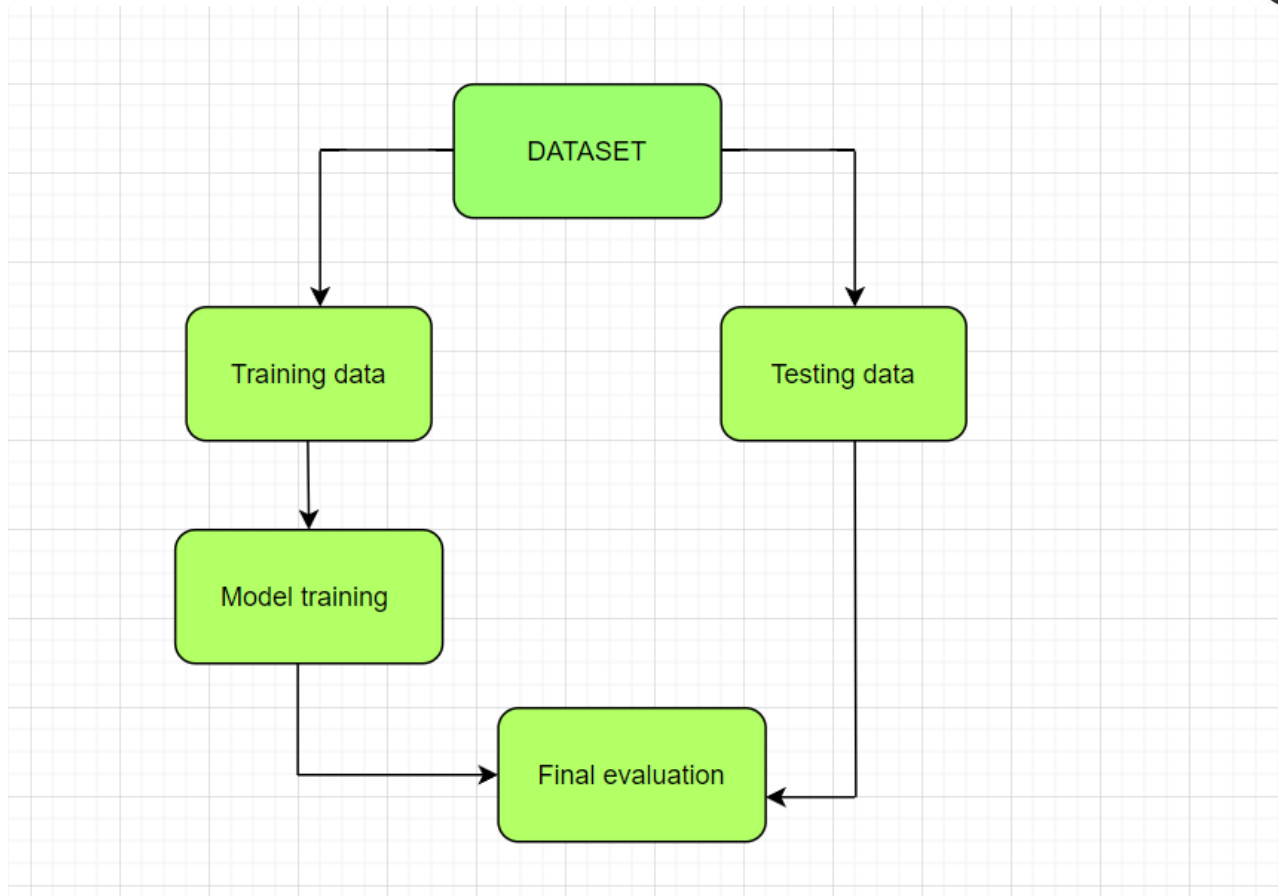 DATASET
Training data
Testing data
Model training
Final evaluation